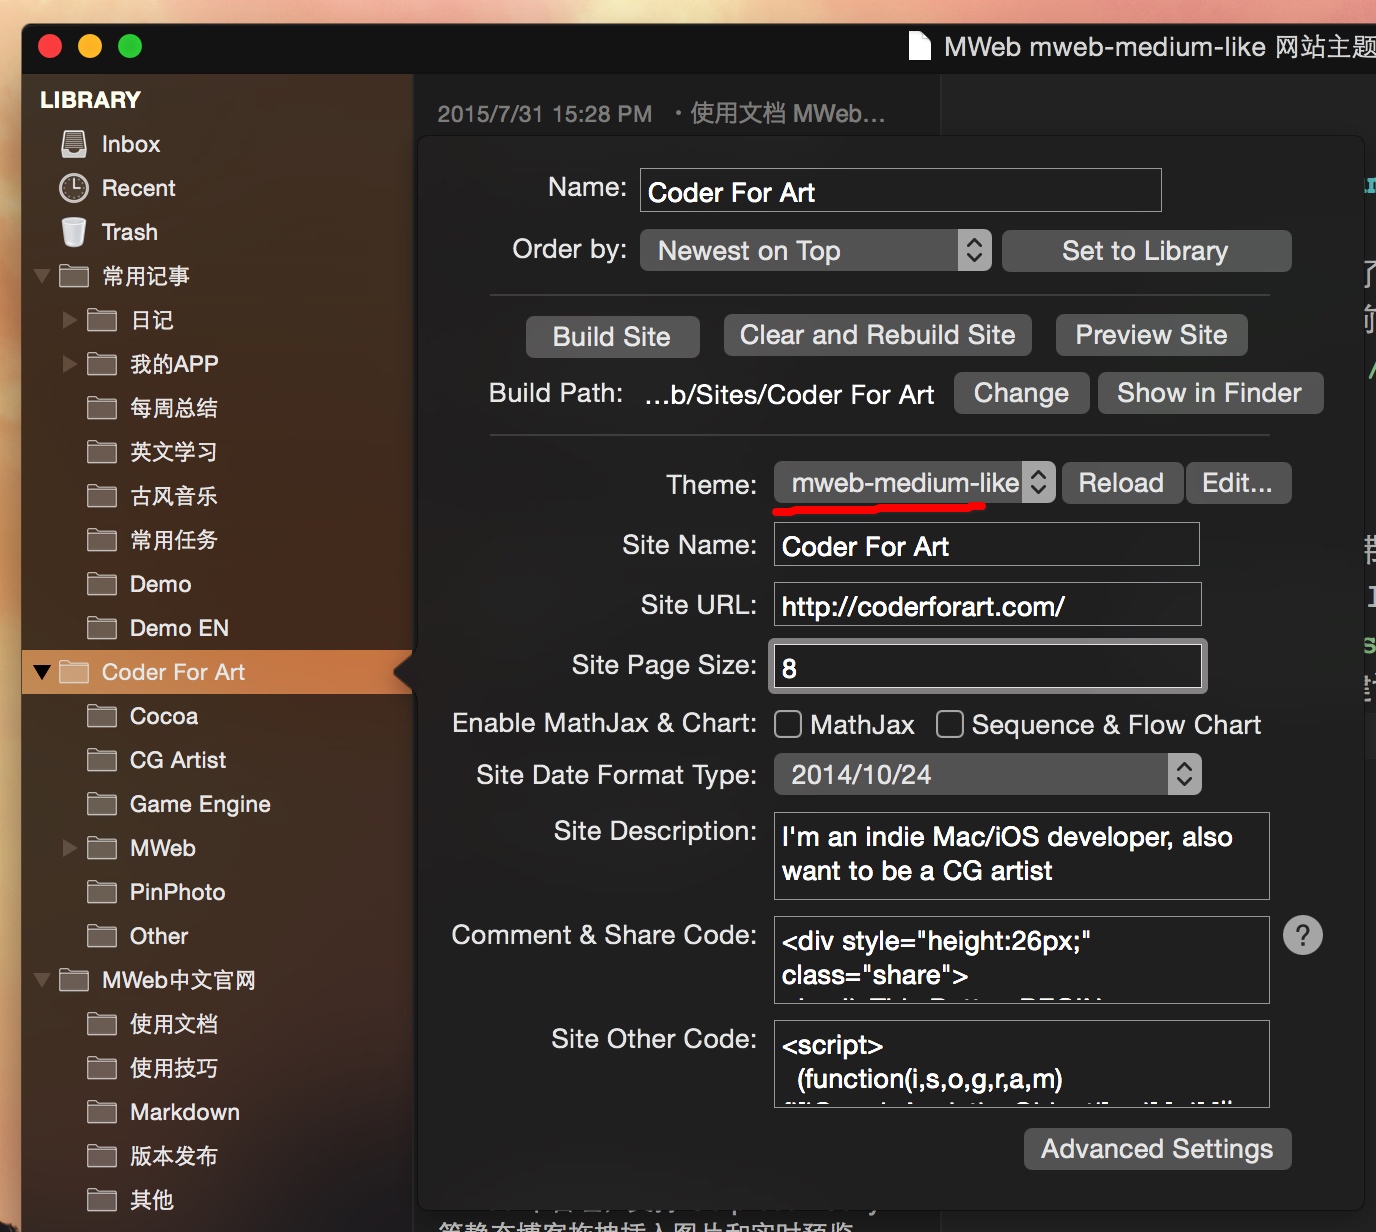 MWeb mweb-medium-like 网站主题
LIBRARY
Inbox
Recent
Trash
常用记事
日记
我的APP
每周总结
英文学习
古风音乐
常用任务
Demo
Demo EN
Coder For Art
Cocoa
CG Artist
Game Engine
MWeb
PinPhoto
Other
MWeb中文官网
使用文档
使用技巧
Markdown
版本发布
其他
2015/7/31 15:28 PM ・使用文档 MWeb...
Name: Coder For Art
Order by: Newest on Top Set to Library
Build Site Clear and Rebuild Site Preview Site
Build Path: ...b/Sites/Coder For Art Change Show in Finder
Theme: mweb-medium-like Reload Edit...
Site Name: Coder For Art
Site URL: http://coderforart.com/
Site Page Size: 8
Enable MathJax & Chart: MathJax Sequence & Flow Chart
Site Date Format Type: 2014/10/24
Site Description: I'm an indie Mac/iOS developer, also
want to be a CG artist
Comment & Share Code: <div style="height:26px;"
class="share">
?
Site Other Code: <script>
(function(i,s,o,g,r,a,m)
Advanced Settings